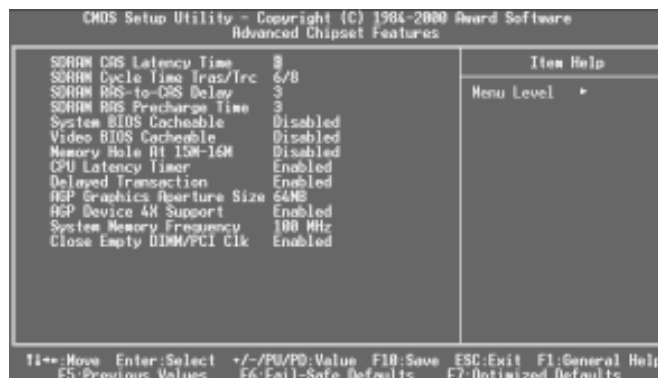 CMOS Setup Utility - Copyright (C) 1984-2000 Award Software
Advanced Chipset Features
SDRAM CAS Latency Time 3
SDRAM Cycle Time Tras/Trc 6/8
SDRAM RAS-to-CAS Delay 3
SDRAM RAS Precharge Time 3
System BIOS Cacheable Disabled
Video BIOS Cacheable Disabled
Memory Hole At 15M-16M Disabled
CPU Latency Timer Enabled
Delayed Transaction Enabled
AGP Graphics Aperture Size 64MB
AGP Device 4X Support Enabled
System Memory Frequency 100 MHz
Close Empty DIMM/PCI Clk Enabled
Item Help
Menu Level ►
↑↓→←:Move Enter:Select +/-/PU/PD:Value F10:Save ESC:Exit F1:General Help
F5:Previous Values F6:Fail-Safe Defaults F7:Optimized Defaults